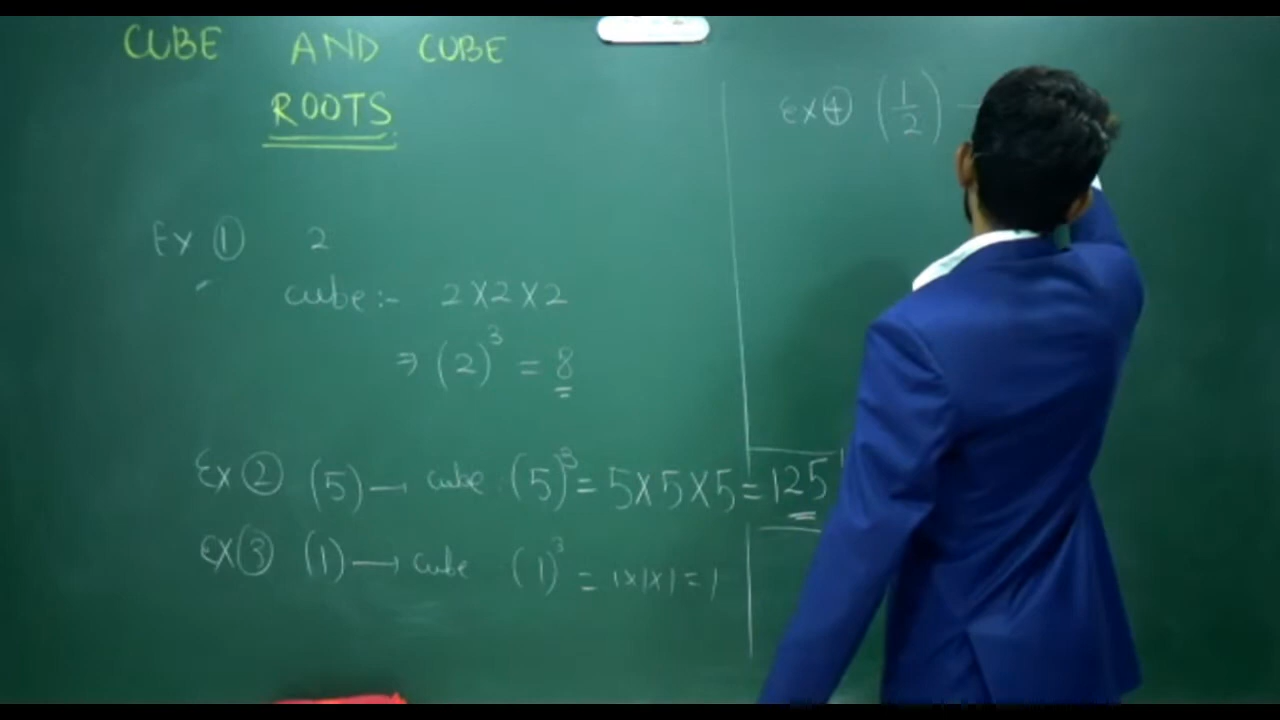 CUBE AND CUBE
ROOTS
Ex ① 2
cube :- 2 × 2 × 2
⇒ (2)³ = 8
Ex ② (5) → cube (5)³ = 5×5×5 = 125
Ex ③ (1) → cube (1)³ = 1×1×1 = 1
Ex ④ (1/2) —